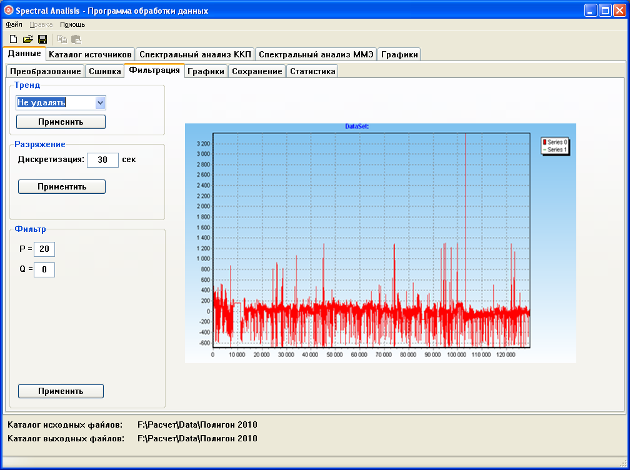 Spectral Analisis - Программа обработки данных
Файл Правка Помошь
Данные Каталог источников Спектральный анализ ККП Спектральный анализ ММЭ Графики
Преобразование Сшивка Фильтрация Графики Сохранение Статистика
Тренд
Не удалять
Применить
Разряжение
Дискретизация: 30 сек
Приментить
Фильтр
P = 20
Q = 0
Применить
DataSet:
Series 0
Series 1
3 200
3 000
2 800
2 600
2 400
2 200
2 000
1 800
1 600
1 400
1 200
1 000
800
600
400
200
0
-200
-400
-600
0 10 000 20 000 30 000 40 000 50 000 60 000 70 000 80 000 90 000 100 000 110 000 120 000
Каталог исходных файлов: F:\Расчет\Data\Полигон 2010
Каталог выходных файлов: F:\Расчет\Data\Полигон 2010